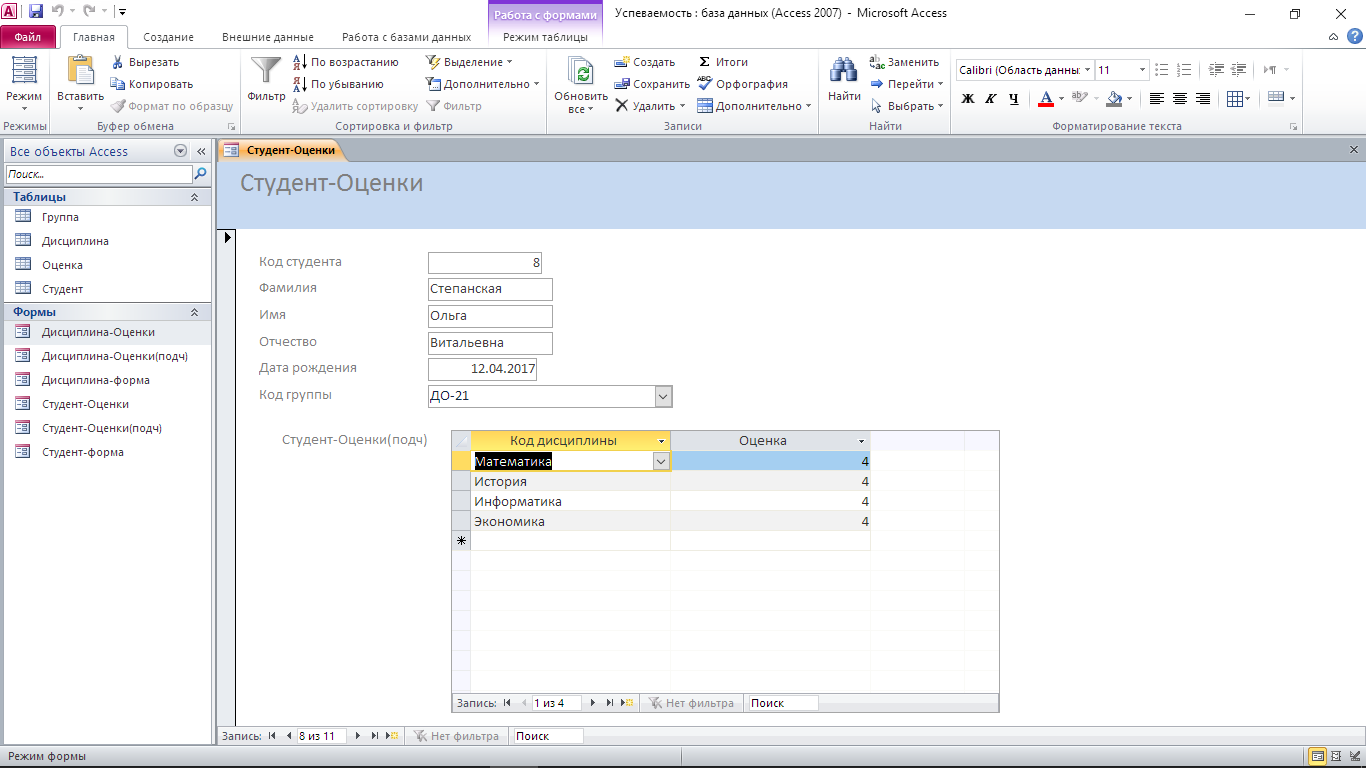 Работа с формами
Успеваемость : база данных (Access 2007) - Microsoft Access
Файл Главная Создание Внешние данные Работа с базами данных Режим таблицы
Режим
Режимы
Вставить
Вырезать
Копировать
Формат по образцу
Буфер обмена
Фильтр
По возрастанию
По убыванию
Удалить сортировку
Выделение
Дополнительно
Фильтр
Сортировка и фильтр
Обновить
все
Создать
Сохранить
Удалить
Σ Итоги
Орфография
Дополнительно
Записи
Найти
Заменить
Перейти
Выбрать
Найти
Calibri (Область данны: 11
Ж К Ч А
Форматирование текста
Все объекты Access
Поиск...
Таблицы
Группа
Дисциплина
Оценка
Студент
Формы
Дисциплина-Оценки
Дисциплина-Оценки(подч)
Дисциплина-форма
Студент-Оценки
Студент-Оценки(подч)
Студент-форма
Студент-Оценки
Студент-Оценки
Код студента 8
Фамилия Степанская
Имя Ольга
Отчество Витальевна
Дата рождения 12.04.2017
Код группы ДО-21
Студент-Оценки(подч)
Код дисциплины Оценка
Математика 4
История 4
Информатика 4
Экономика 4
Запись: 1 из 4 Нет фильтра Поиск
Запись: 8 из 11 Нет фильтра Поиск
Режим формы